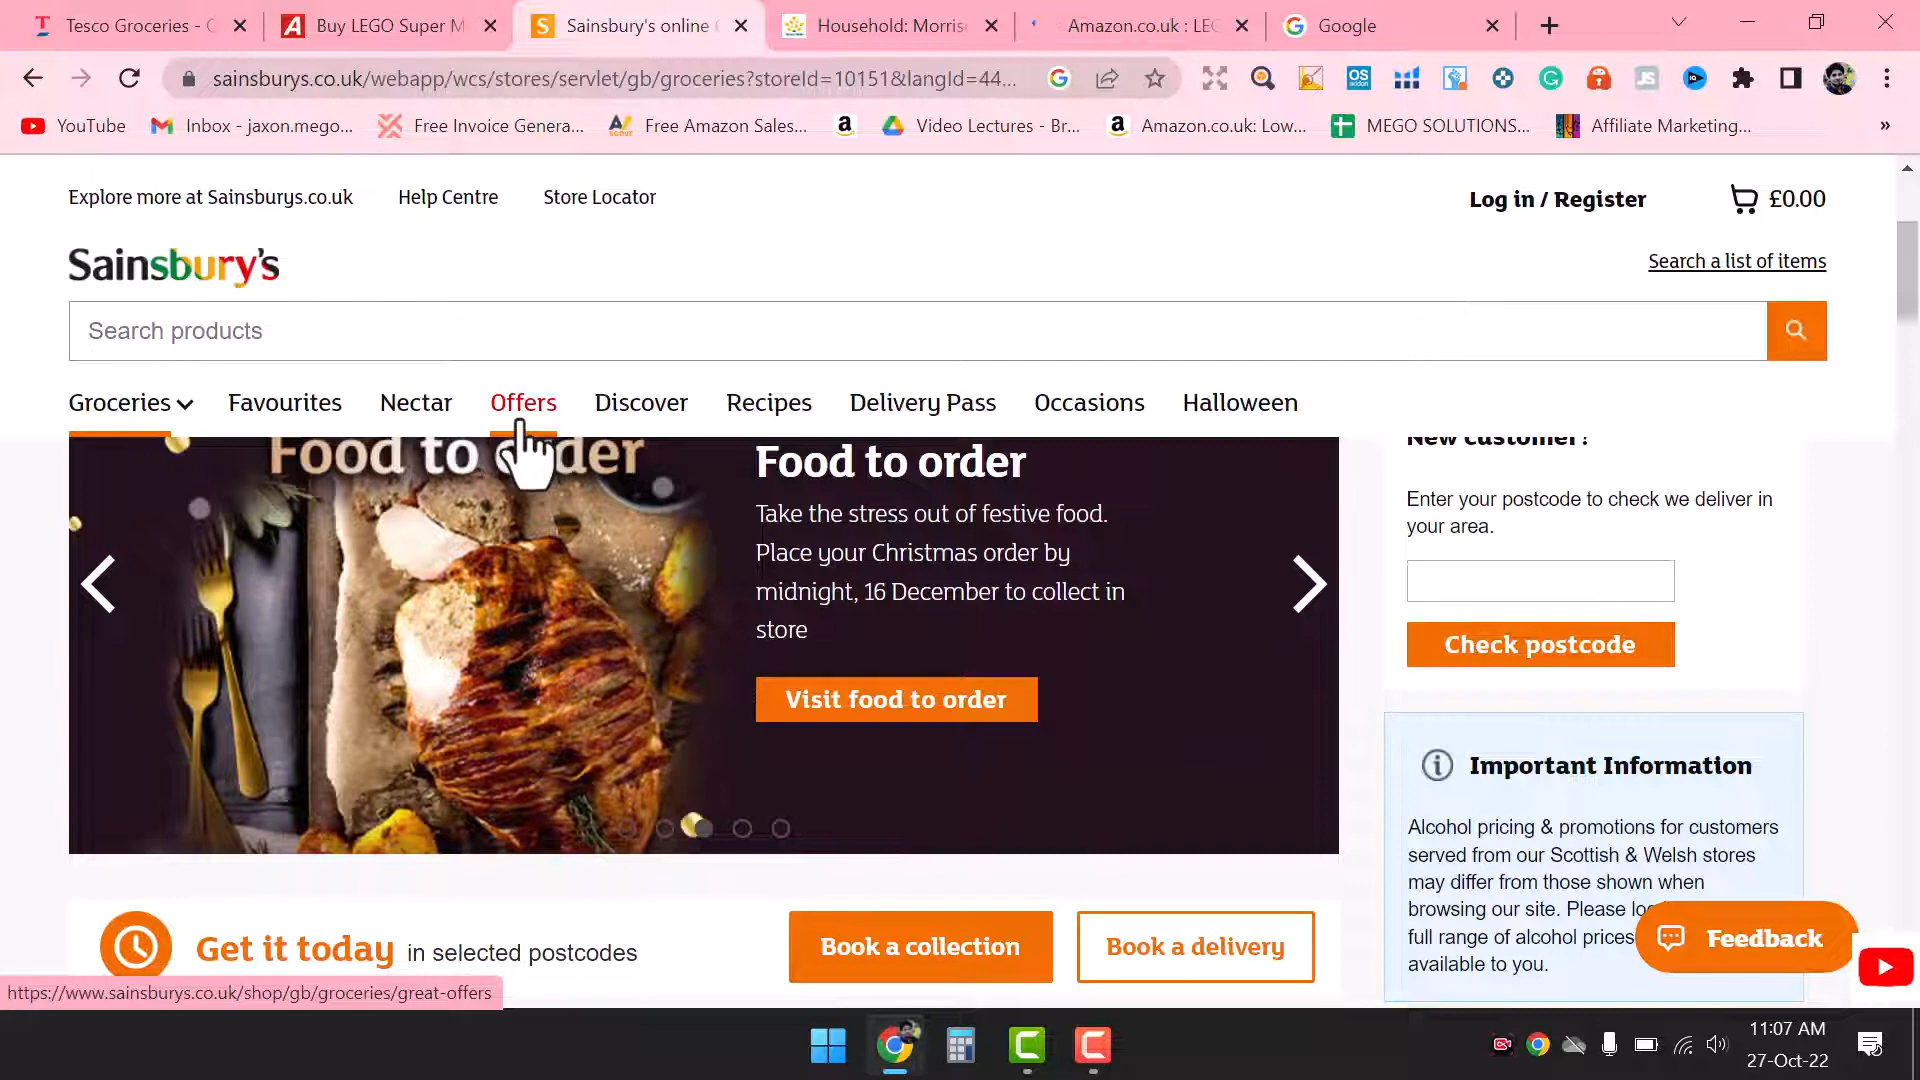 Tesco Groceries - 
Buy LEGO Super M
Sainsbury's online
Household: Morris
Amazon.co.uk : LE
Google
sainsburys.co.uk/webapp/wcs/stores/servlet/gb/groceries?storeId=10151&langId=44...
YouTube
Inbox - jaxon.mego...
Free Invoice Genera...
Free Amazon Sales...
Video Lectures - Br...
Amazon.co.uk: Low...
MEGO SOLUTIONS...
Affiliate Marketing...
»
Explore more at Sainsburys.co.uk
Help Centre
Store Locator
Log in / Register
£0.00
Sainsbury's
Search a list of items
Search products
Groceries
Favourites
Nectar
Offers
Discover
Recipes
Delivery Pass
Occasions
Halloween
Food to order
Food to order
Take the stress out of festive food.
Place your Christmas order by
midnight, 16 December to collect in
store
Visit food to order
New customer?
Enter your postcode to check we deliver in
your area.
Check postcode
Important Information
Alcohol pricing & promotions for customers
served from our Scottish & Welsh stores
may differ from those shown when
browsing our site. Please
full range of alcohol prices
available to you.
Feedback
Get it today in selected postcodes
Book a collection
Book a delivery
https://www.sainsburys.co.uk/shop/gb/groceries/great-offers
11:07 AM
27-Oct-22